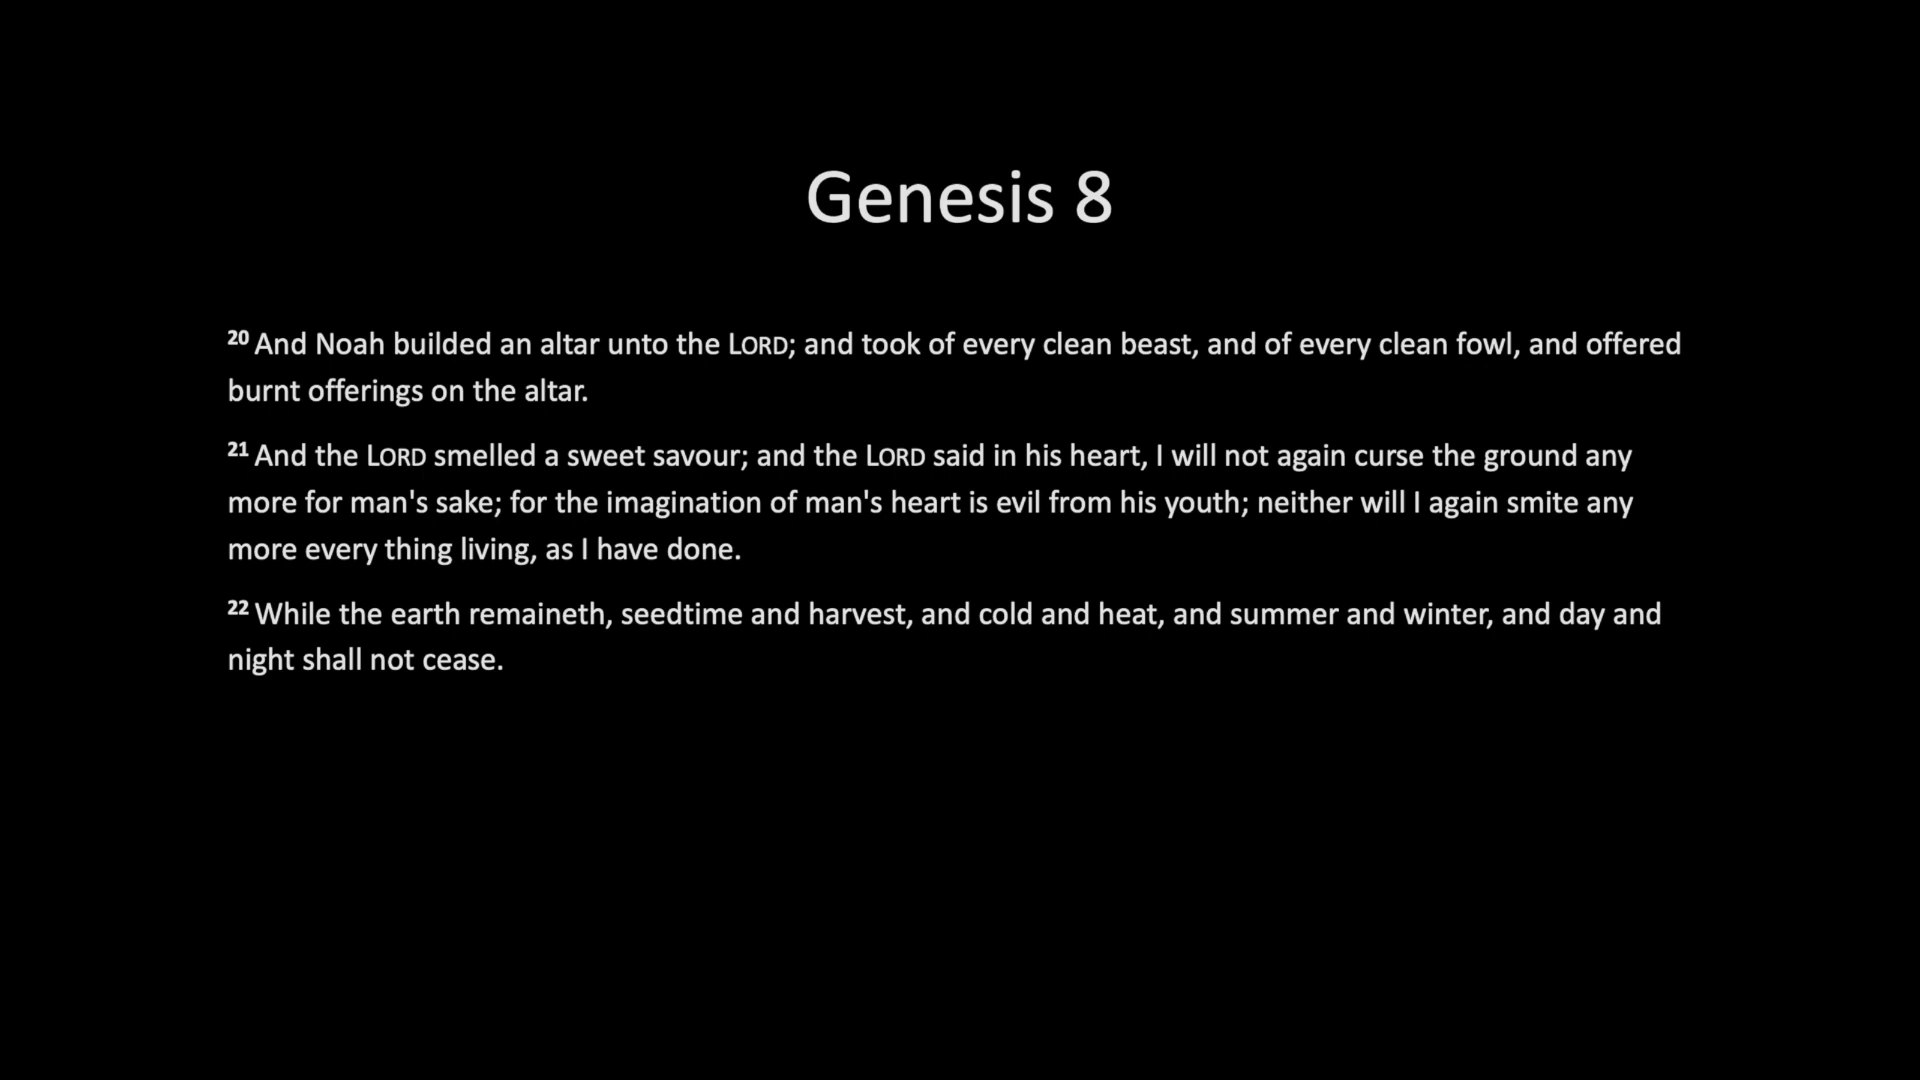 Genesis 8
20 And Noah builded an altar unto the LORD; and took of every clean beast, and of every clean fowl, and offered
burnt offerings on the altar.
21 And the LORD smelled a sweet savour; and the LORD said in his heart, I will not again curse the ground any
more for man's sake; for the imagination of man's heart is evil from his youth; neither will I again smite any
more every thing living, as I have done.
22 While the earth remaineth, seedtime and harvest, and cold and heat, and summer and winter, and day and
night shall not cease.